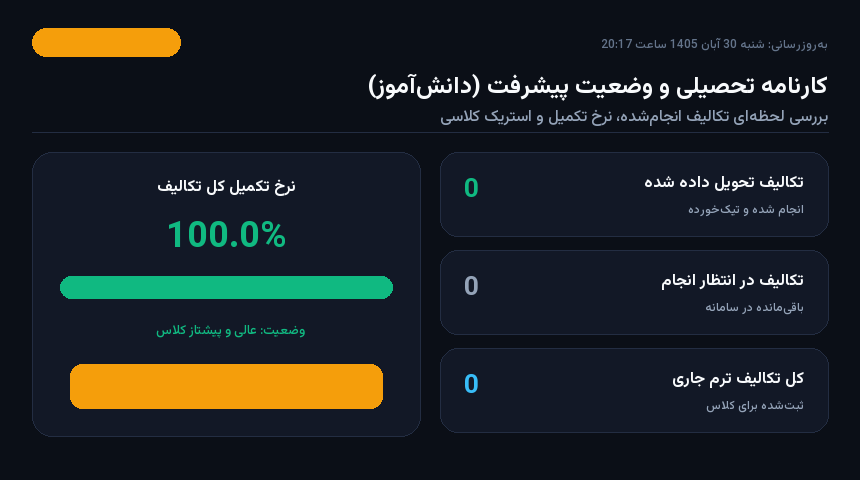 به‌روزرسانی: شنبه 30 آبان 1405 ساعت 20:17
کارنامه تحصیلی و وضعیت پیشرفت (دانش‌آموز)
بررسی لحظه‌ای تکالیف انجام‌شده، نرخ تکمیل و استریک کلاسی
تکالیف تحویل داده شده
0
انجام شده و تیک‌خورده
تکالیف در انتظار انجام
0
باقی‌مانده در سامانه
کل تکالیف ترم جاری
0
ثبت‌شده برای کلاس
نرخ تکمیل کل تکالیف
100.0%
وضعیت: عالی و پیشتاز کلاس